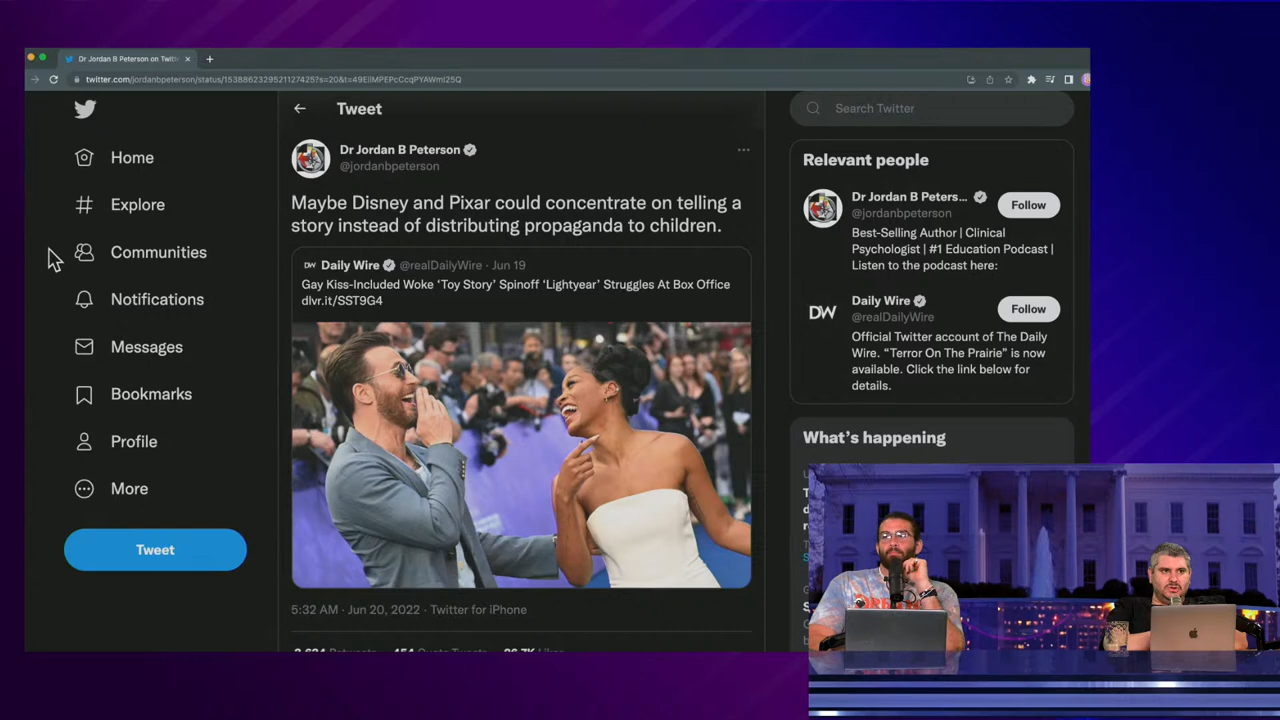 Dr Jordan B Peterson on Twitt
twitter.com/jordanbpeterson/status/1538862329521127425?s=20&t=49EIlMPEPcCcqPYAWmI25Q
Home
Explore
Communities
Notifications
Messages
Bookmarks
Profile
More
Tweet
Tweet
Dr Jordan B Peterson
@jordanbpeterson
Maybe Disney and Pixar could concentrate on telling a
story instead of distributing propaganda to children.
DW Daily Wire @realDailyWire · Jun 19
Gay Kiss-Included Woke ‘Toy Story’ Spinoff ‘Lightyear’ Struggles At Box Office
dlvr.it/SST9G4
5:32 AM · Jun 20, 2022 · Twitter for iPhone
Retweets Quote Tweets Likes
Search Twitter
Relevant people
Dr Jordan B Peters...
@jordanbpeterson
Follow
Best-Selling Author | Clinical
Psychologist | #1 Education Podcast |
Listen to the podcast here:
DW
Daily Wire
@realDailyWire
Follow
Official Twitter account of The Daily
Wire. “Terror On The Prairie” is now
available. Click the link below for
details.
What’s happening